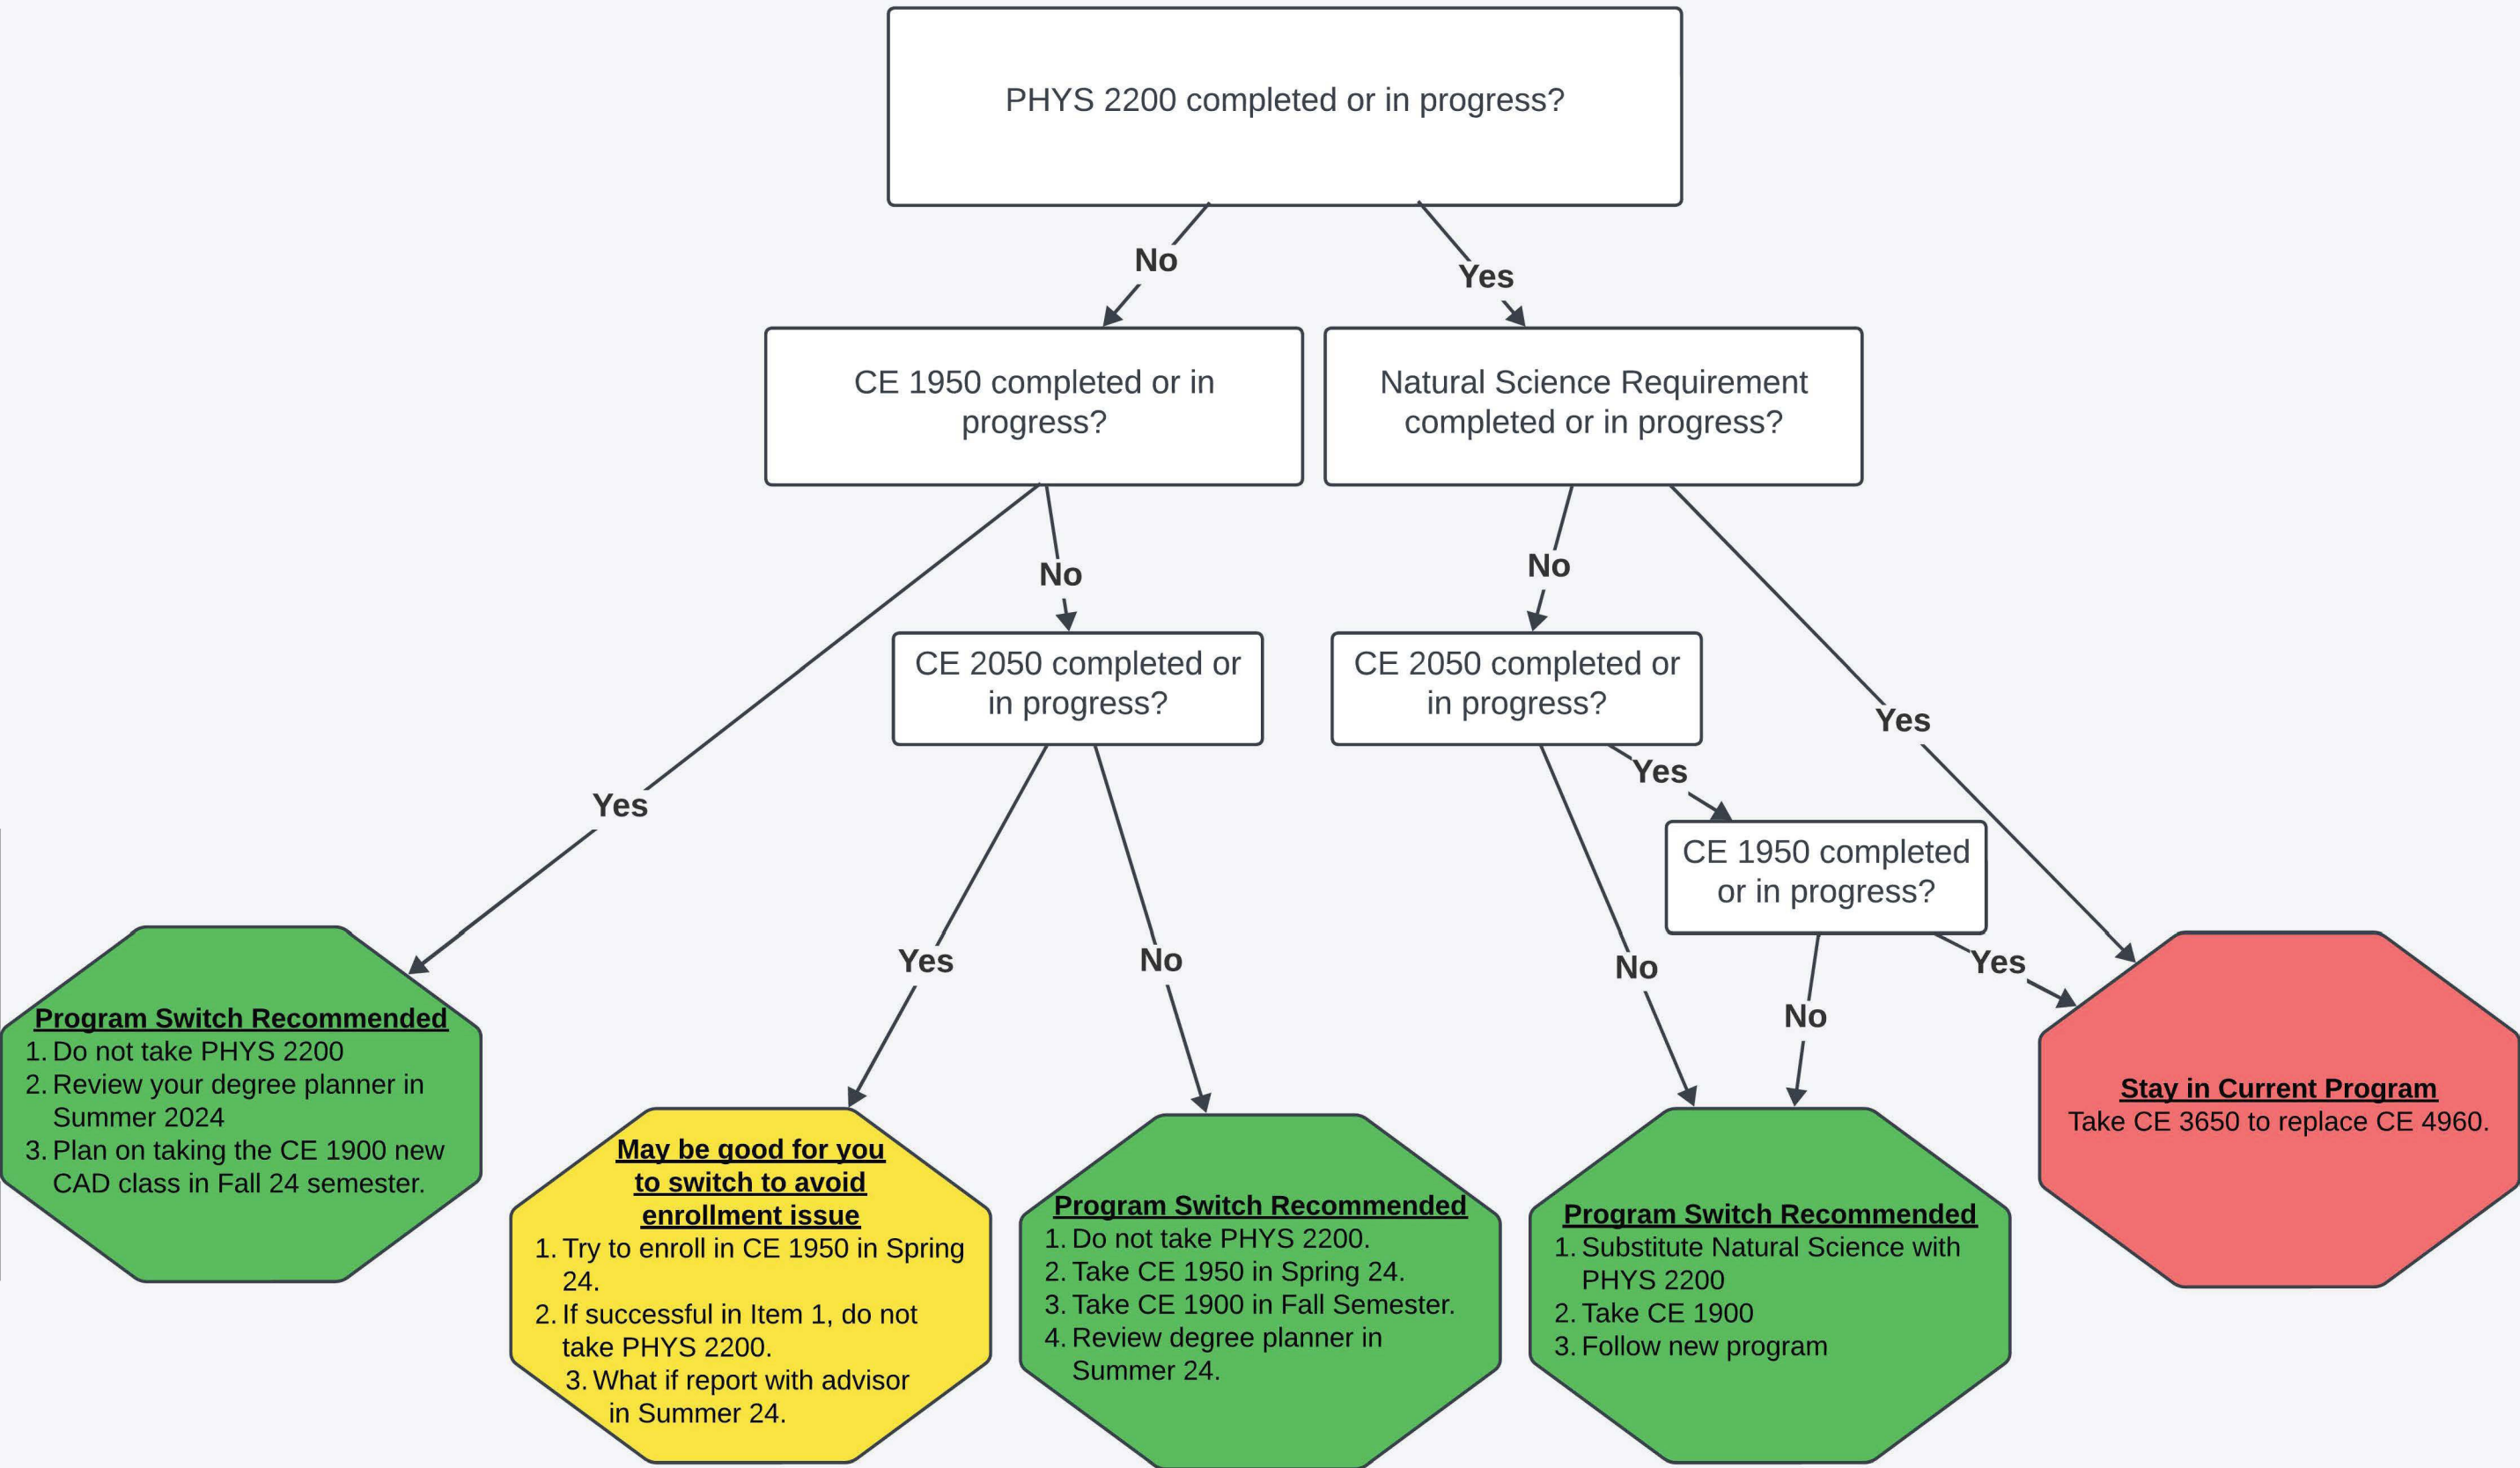 PHYS 2200 completed or in progress?
No
Yes
CE 1950 completed or in
progress?
Natural Science Requirement
completed or in progress?
No
No
CE 2050 completed or
in progress?
CE 2050 completed or
in progress?
Yes
Yes
Yes
CE 1950 completed
or in progress?
Yes
No
No
Yes
No
Program Switch Recommended
1. Do not take PHYS 2200
2. Review your degree planner in
Summer 2024
3. Plan on taking the CE 1900 new
CAD class in Fall 24 semester.
May be good for you
to switch to avoid
enrollment issue
1. Try to enroll in CE 1950 in Spring
24.
2. If successful in Item 1, do not
take PHYS 2200.
3. What if report with advisor
in Summer 24.
Program Switch Recommended
1. Do not take PHYS 2200.
2. Take CE 1950 in Spring 24.
3. Take CE 1900 in Fall Semester.
4. Review degree planner in
Summer 24.
Program Switch Recommended
1. Substitute Natural Science with
PHYS 2200
2. Take CE 1900
3. Follow new program
Stay in Current Program
Take CE 3650 to replace CE 4960.